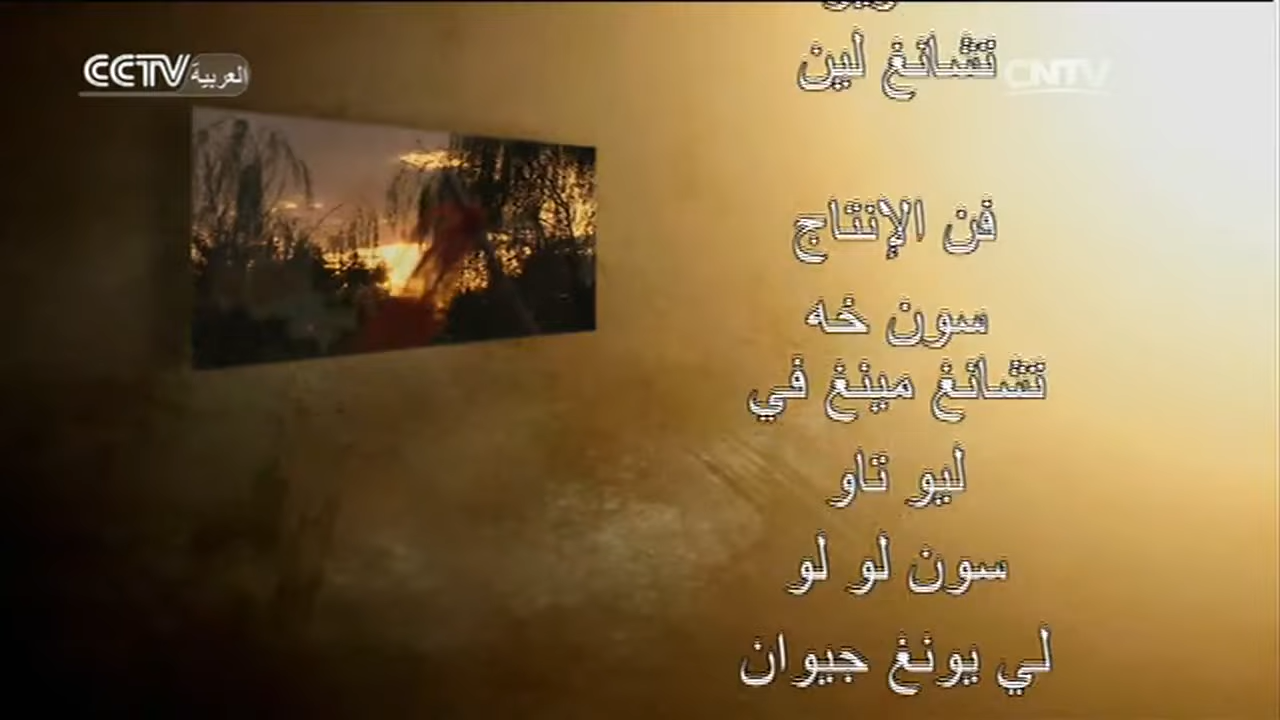 CCTV العربية
تشانغ لين
CNTV
فن الإنتاج
سون خه
تشانغ مينغ في
ليو تاو
سون لو لو
لي يونغ جيوان